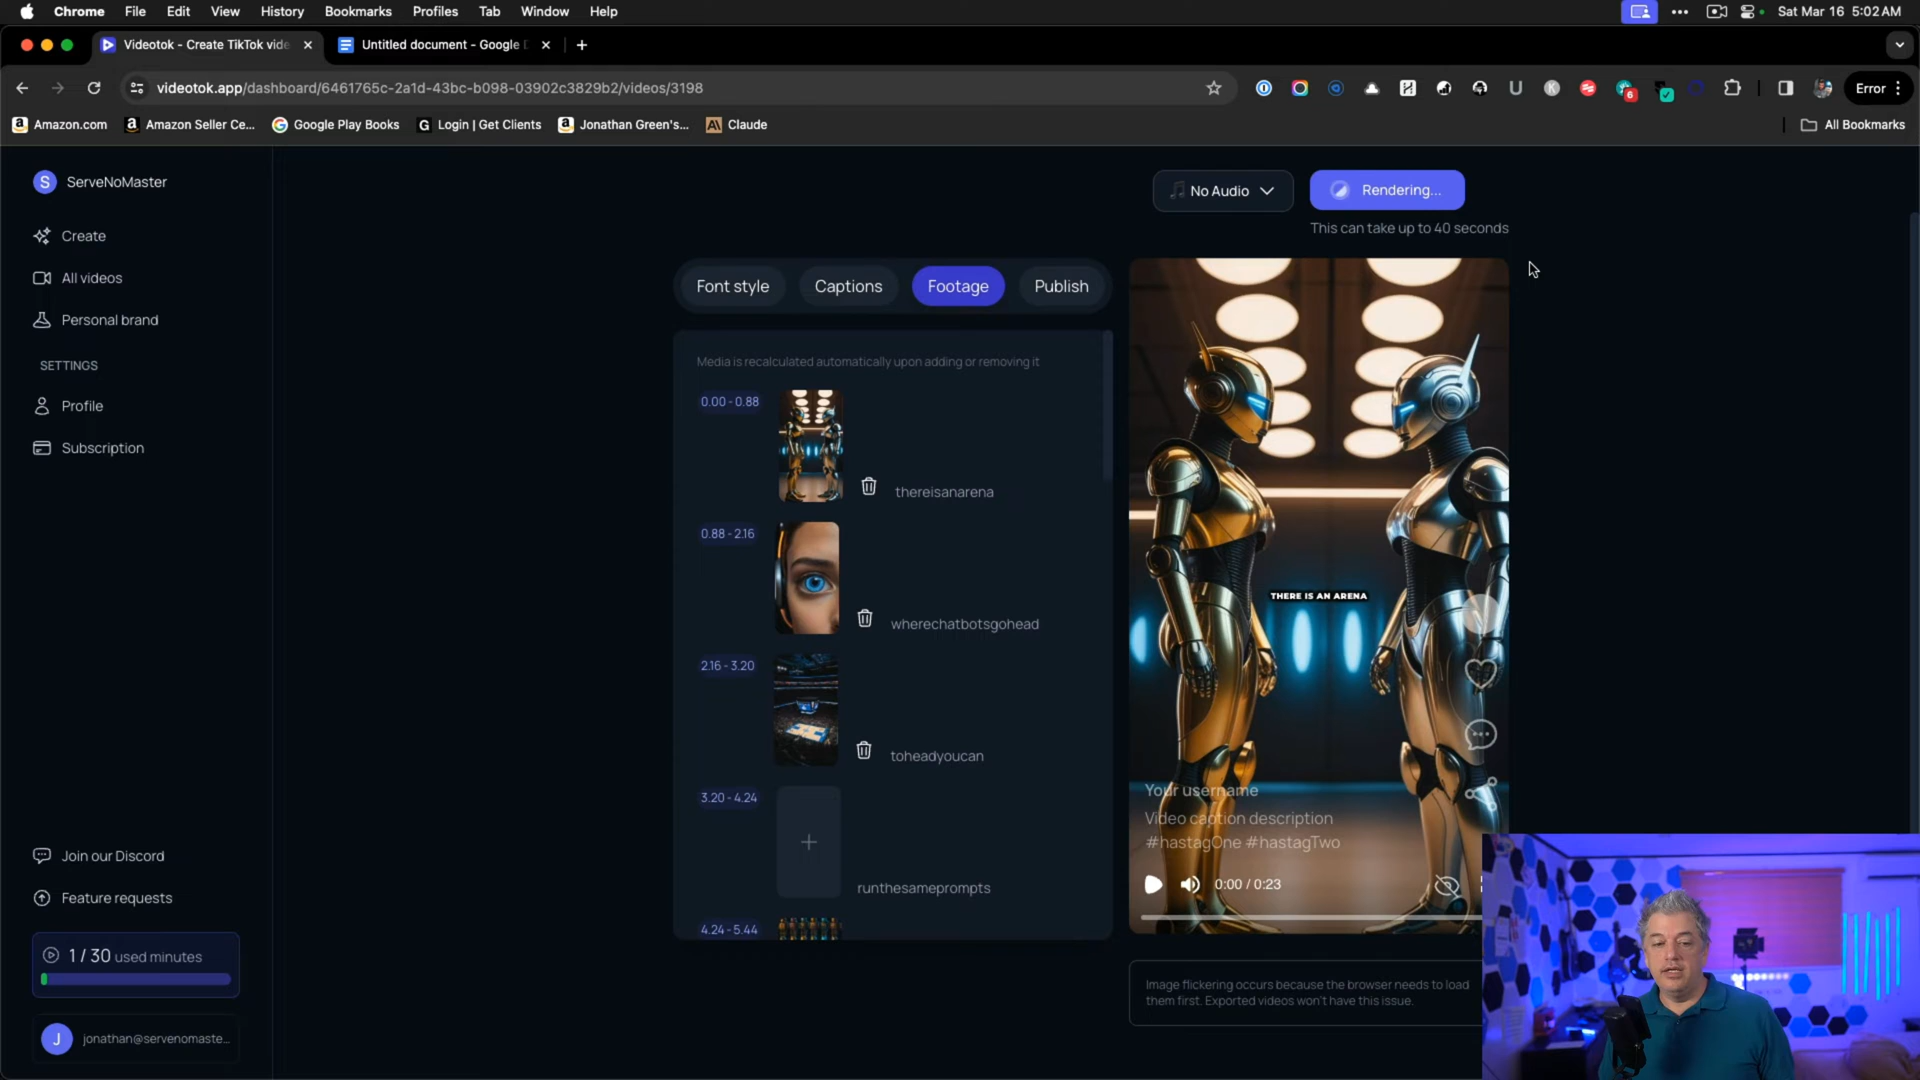 Chrome File Edit View History Bookmarks Profiles Tab Window Help Sat Mar 16 5:02 AM
Videotok - Create TikTok vide Untitled document - Google D
videotok.app/dashboard/6461765c-2a1d-43bc-b098-03902c3829b2/videos/3198 6 Error
Amazon.com Amazon Seller Ce... Google Play Books Login | Get Clients Jonathan Green's... Claude All Bookmarks
S ServeNoMaster
Create
All videos
Personal brand
SETTINGS
Profile
Subscription
Join our Discord
Feature requests
1 / 30 used minutes
J jonathan@servenomaste...
No Audio Rendering...
This can take up to 40 seconds
Font style Captions Footage Publish
Media is recalculated automatically upon adding or removing it
0.00 - 0.88
thereisanarena
0.88 - 2.16
wherechatbotsgohead
2.16 - 3.20
toheadyoucan
3.20 - 4.24
runthesameprompts
4.24 - 5.44
THERE IS AN ARENA
Your username
Video caption description
#hastagOne #hastagTwo
0:00 / 0:23
Image flickering occurs because the browser needs to load
them first. Exported videos won't have this issue.